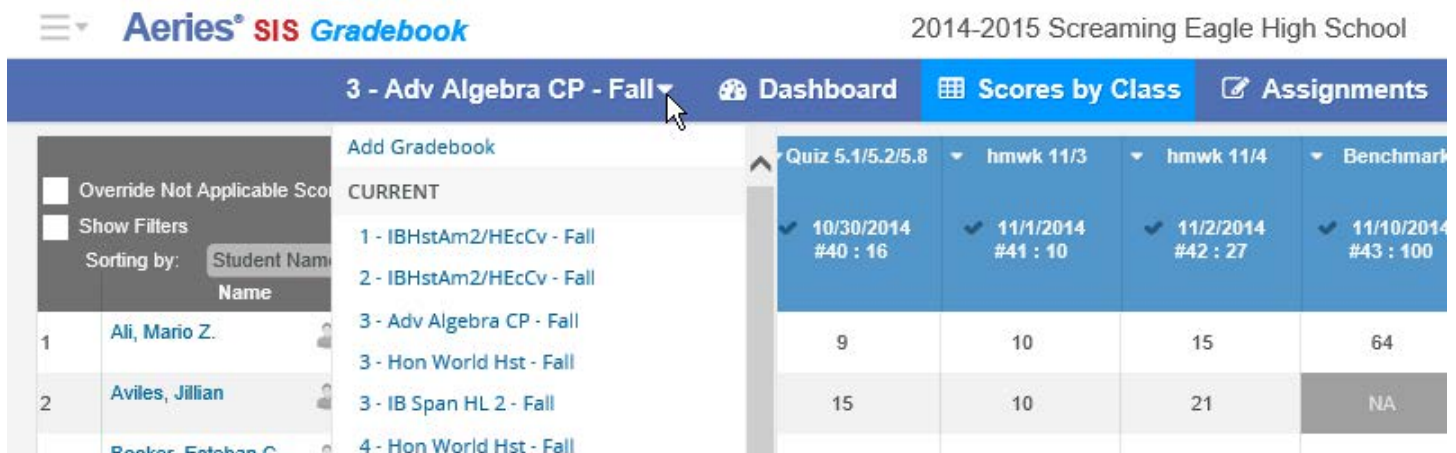 Aeries® SIS Gradebook
2014-2015 Screaming Eagle High School
3 - Adv Algebra CP - Fall
Dashboard
Scores by Class
Assignments
Add Gradebook
CURRENT
1 - IBHstAm2/HEcCv - Fall
2 - IBHstAm2/HEcCv - Fall
3 - Adv Algebra CP - Fall
3 - Hon World Hst - Fall
3 - IB Span HL 2 - Fall
4 - Hon World Hst - Fall
Override Not Applicable Scor
Show Filters
Sorting by: Student Nam
Name
Quiz 5.1/5.2/5.8 hmwk 11/3 hmwk 11/4 Benchmark
10/30/2014 11/1/2014 11/2/2014 11/10/2014
#40 : 16 #41 : 10 #42 : 27 #43 : 100
1 Ali, Mario Z. 9 10 15 64
2 Aviles, Jillian 15 10 21 NA
Booker, Esteban C.